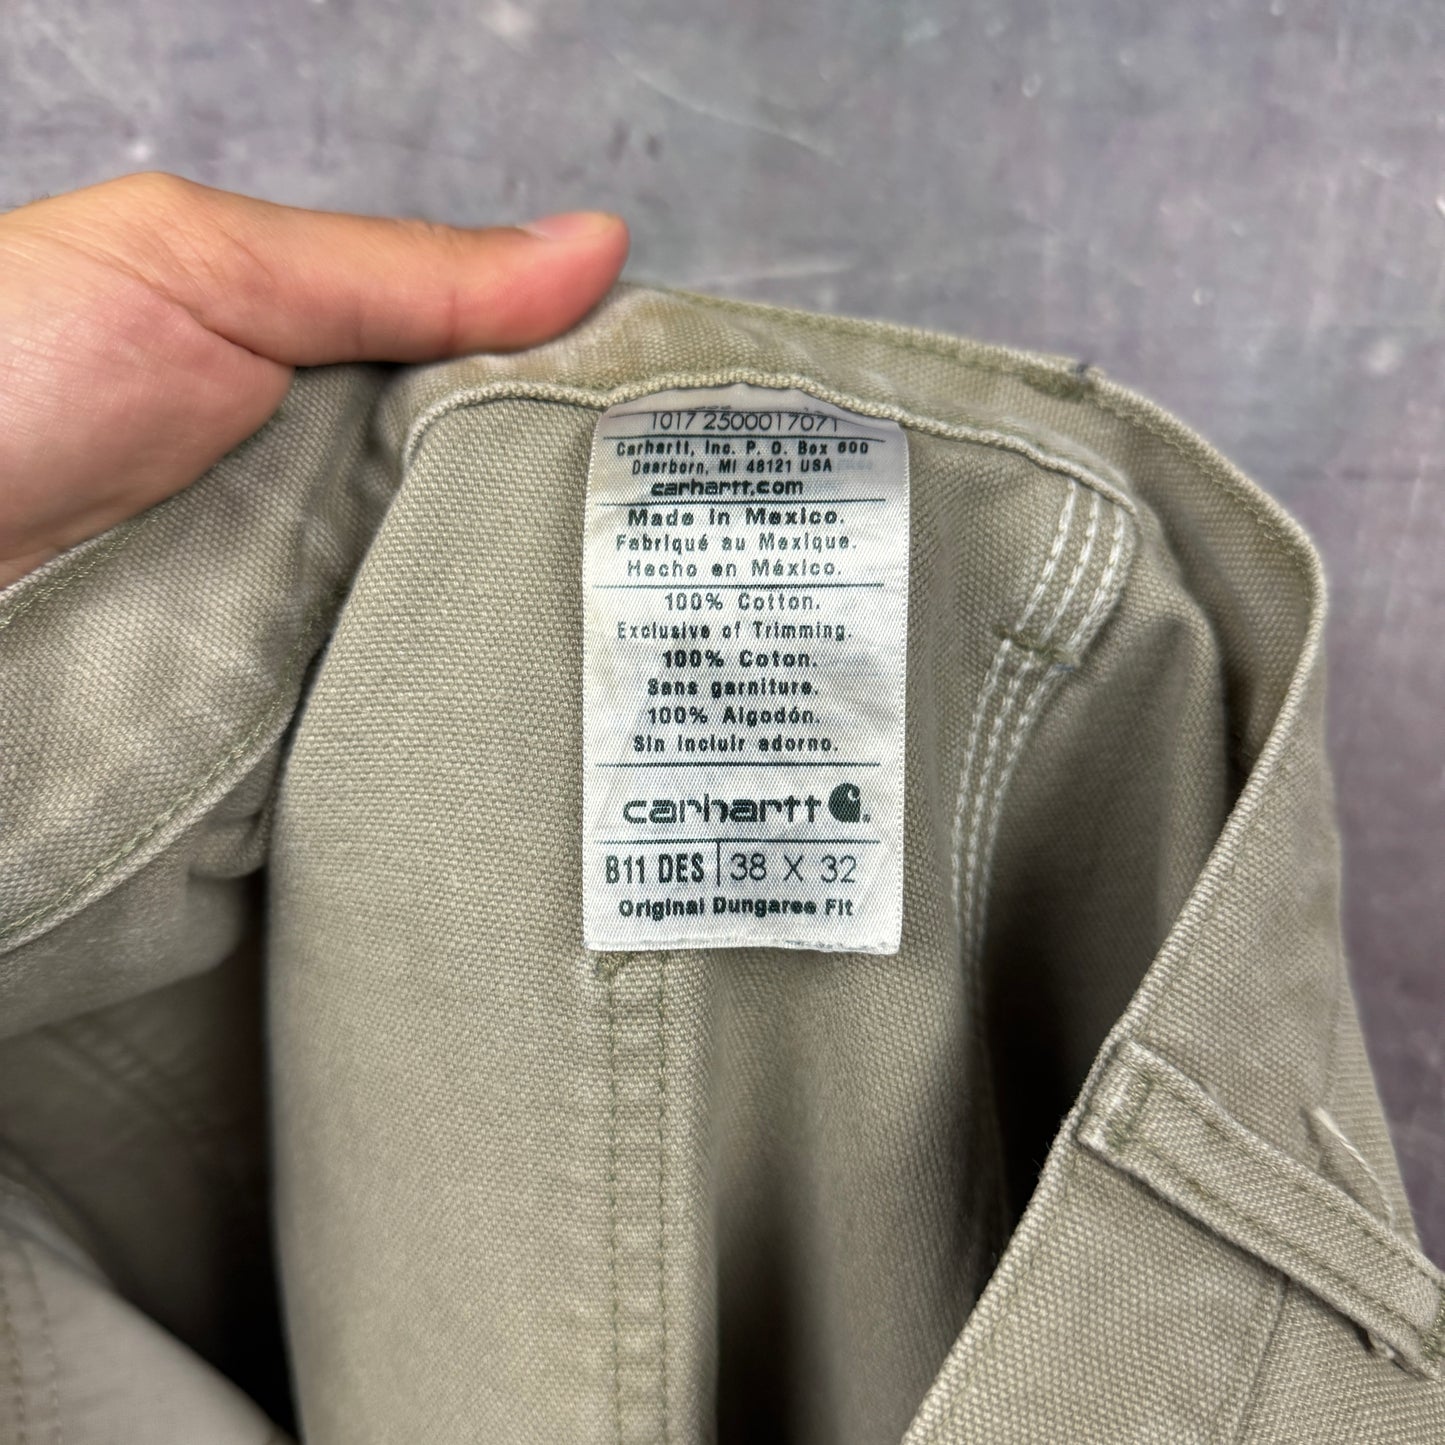 1017 2500017071
Carhartt, Inc. P. O. Box 600
Dearborn, MI 48121 USA
carhartt.com
Made in Mexico.
Fabriqué au Mexique.
Hecho en México.
100% Cotton.
Exclusive of Trimming.
100% Coton.
Sans garniture.
100% Algodón.
Sin incluir adorno.
carhartt
B11 DES 38 X 32
Original Dungaree Fit